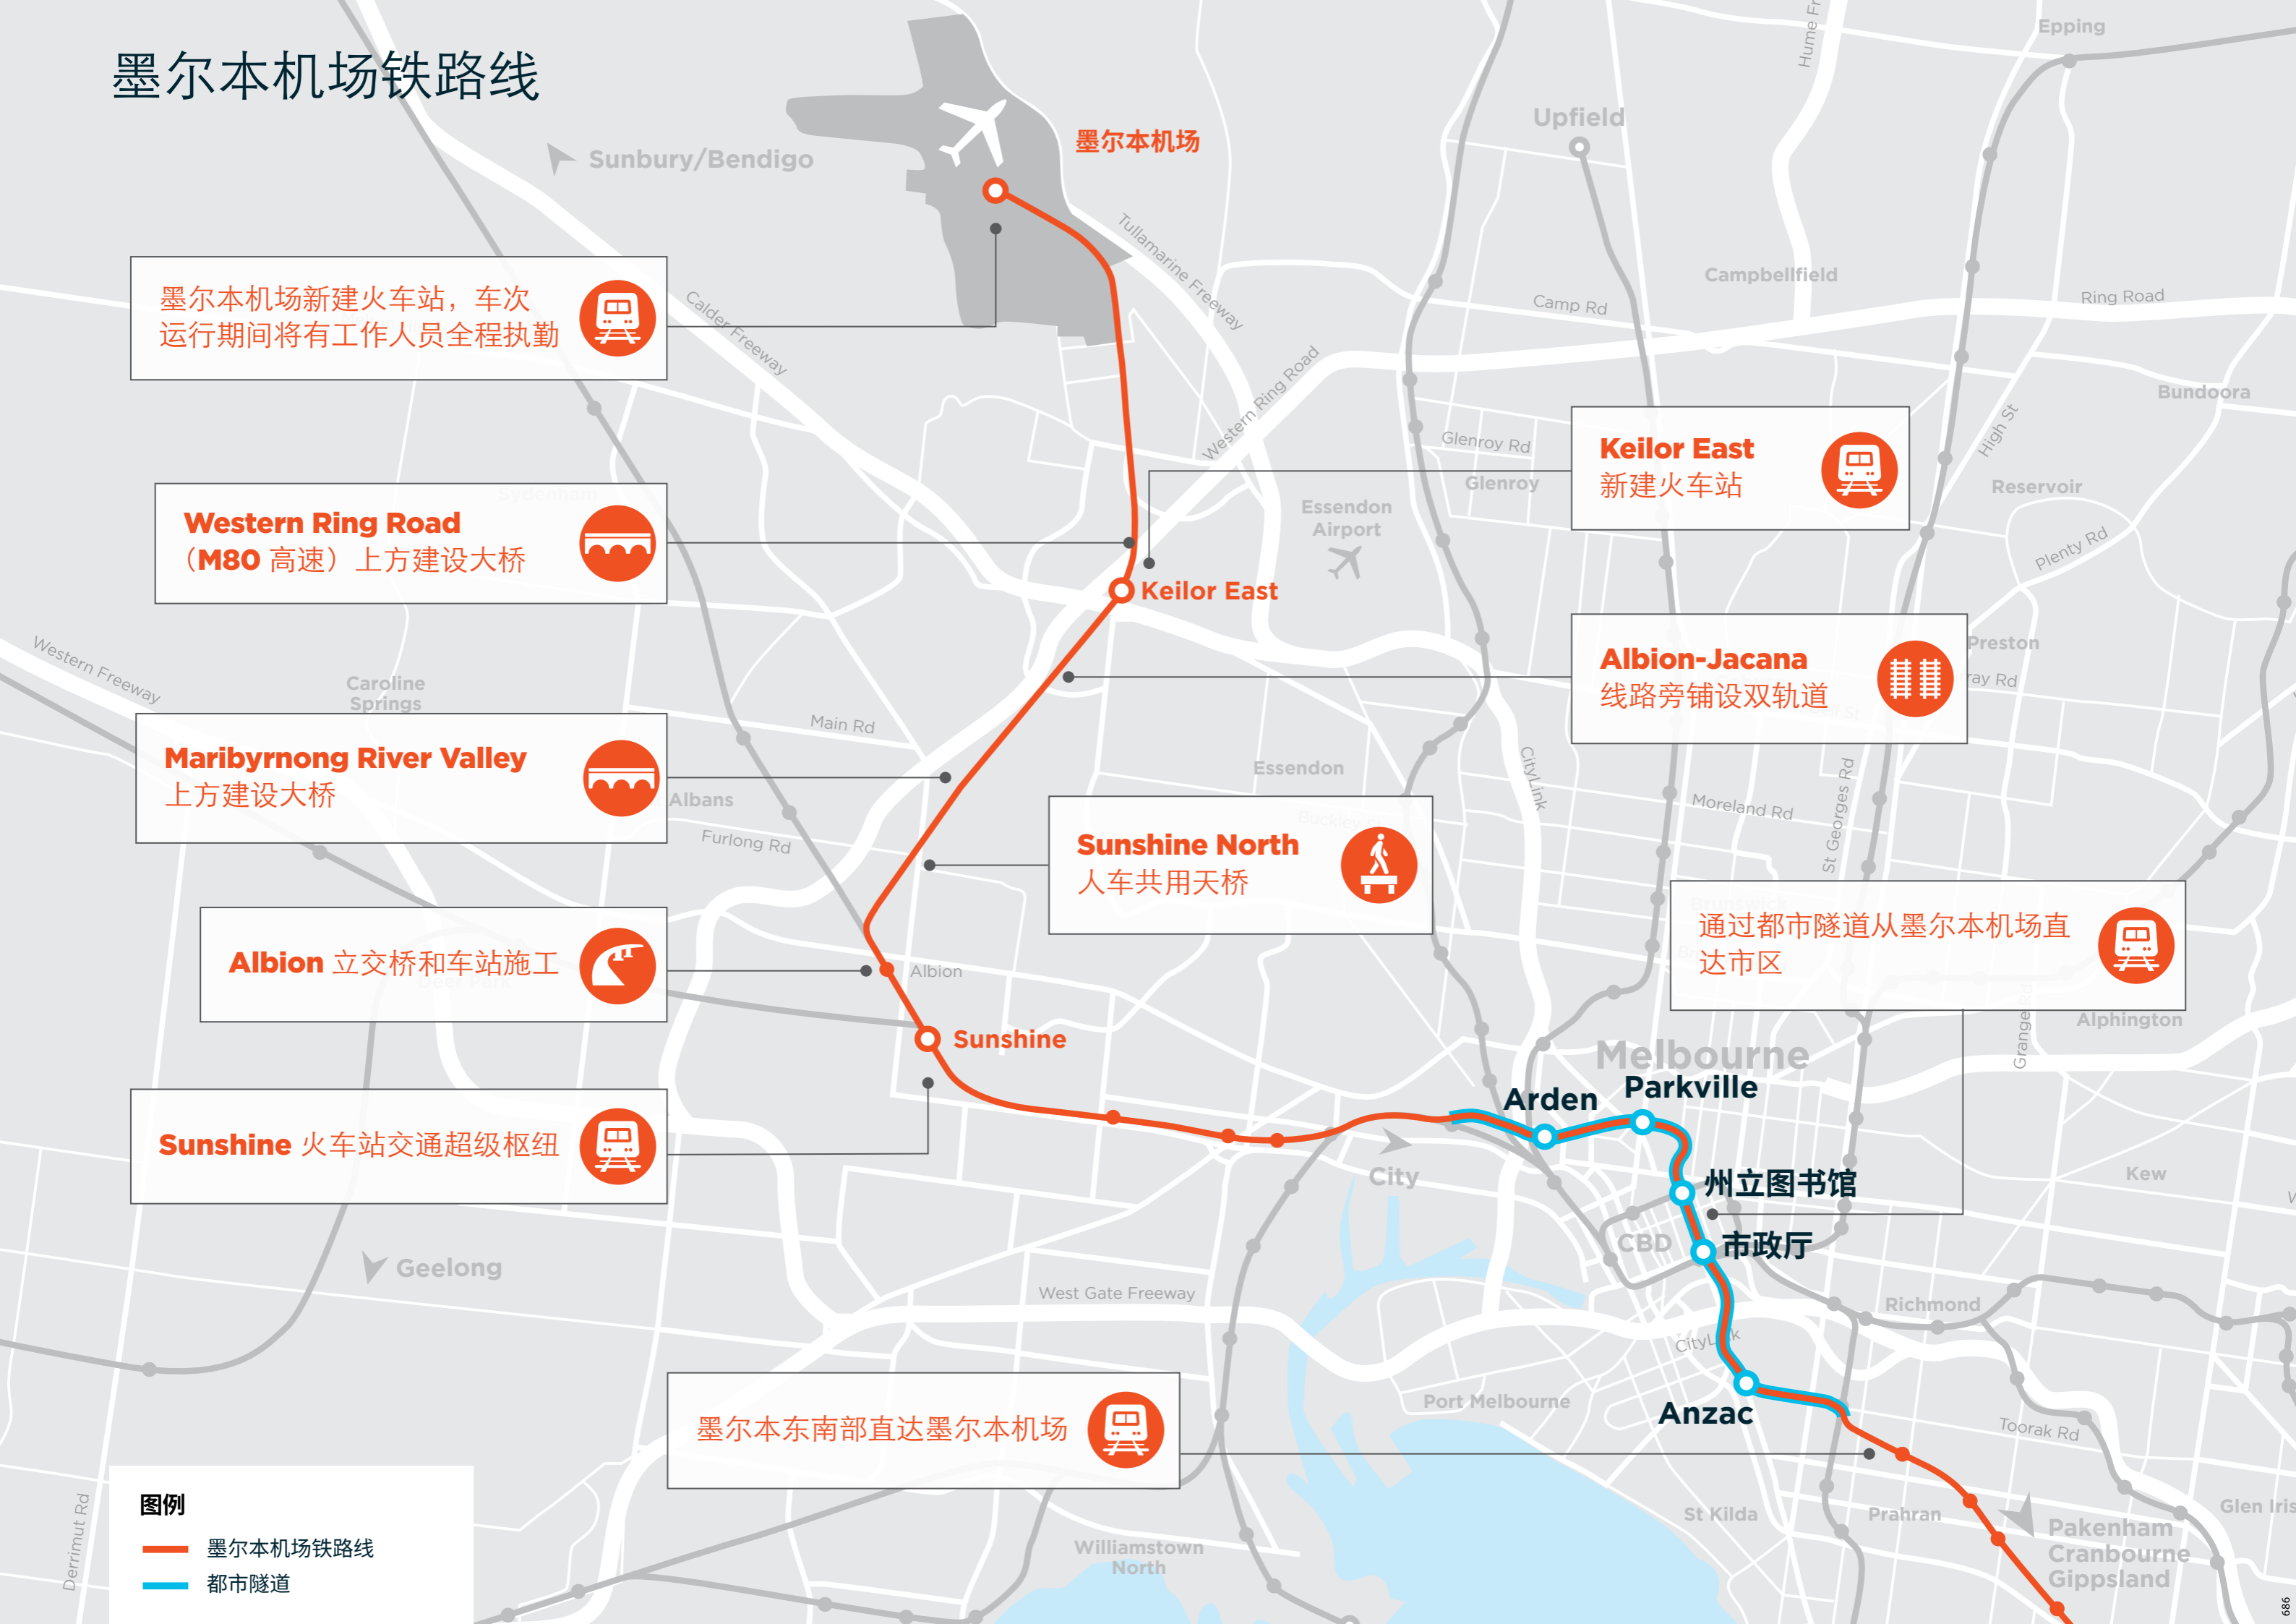 墨尔本机场铁路线
Epping
Hume Fr
Upfield
Sunbury/Bendigo
墨尔本机场
Tullamarine Freeway
Campbellfield
Camp Rd
Ring Road
Calder Freeway
墨尔本机场新建火车站，车次
运行期间将有工作人员全程执勤
Western Ring Road
Bundoora
High St
Glenroy Rd
Glenroy
Keilor East
新建火车站
Reservoir
Sydenham
Essendon
Airport
Plenty Rd
Western Ring Road
（M80 高速）上方建设大桥
Keilor East
Western Freeway
Caroline
Springs
Preston
ray Rd
Albion-Jacana
线路旁铺设双轨道
Main Rd
Maribyrnong River Valley
上方建设大桥
Albans
Furlong Rd
Essendon
CityLink
Moreland Rd
St Georges Rd
Buckley
Sunshine North
人车共用天桥
Brunswick
通过都市隧道从墨尔本机场直
达市区
Albion 立交桥和车站施工
Deer Park
Albion
Grange Rd
Alphington
Sunshine
Melbourne
Arden
Parkville
Sunshine 火车站交通超级枢纽
City
Kew
州立图书馆
CBD
市政厅
Geelong
West Gate Freeway
Richmond
CityLink
Port Melbourne
Anzac
Toorak Rd
墨尔本东南部直达墨尔本机场
St Kilda
Prahran
Glen Iris
Pakenham
Cranbourne
Gippsland
Williamstown
North
Derrimut Rd
图例
墨尔本机场铁路线
都市隧道
686